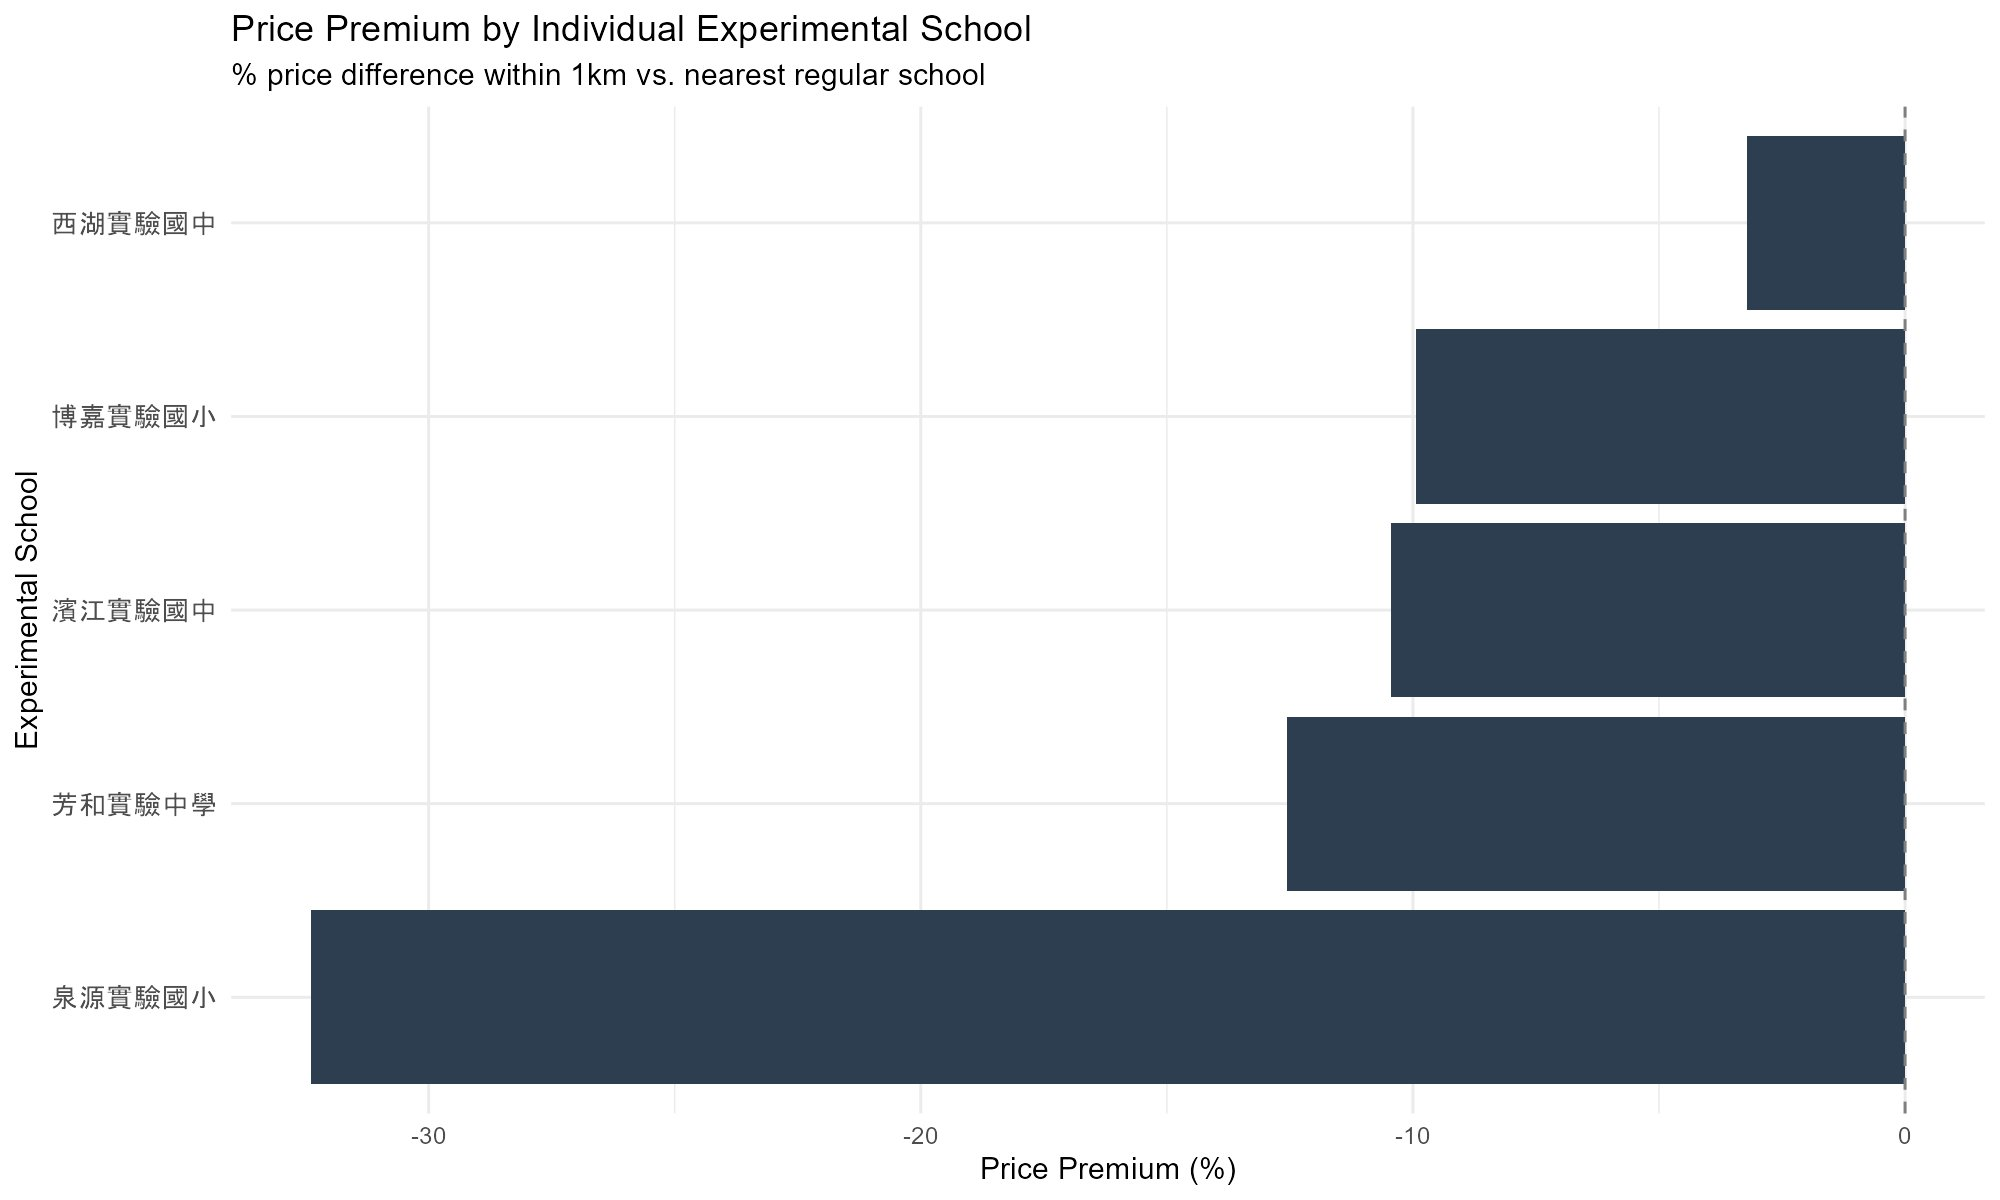 Price Premium by Individual Experimental School
% price difference within 1km vs. nearest regular school
Experimental School
西湖實驗國中
博嘉實驗國小
濱江實驗國中
芳和實驗中學
泉源實驗國小
-30
-20
-10
0
Price Premium (%)